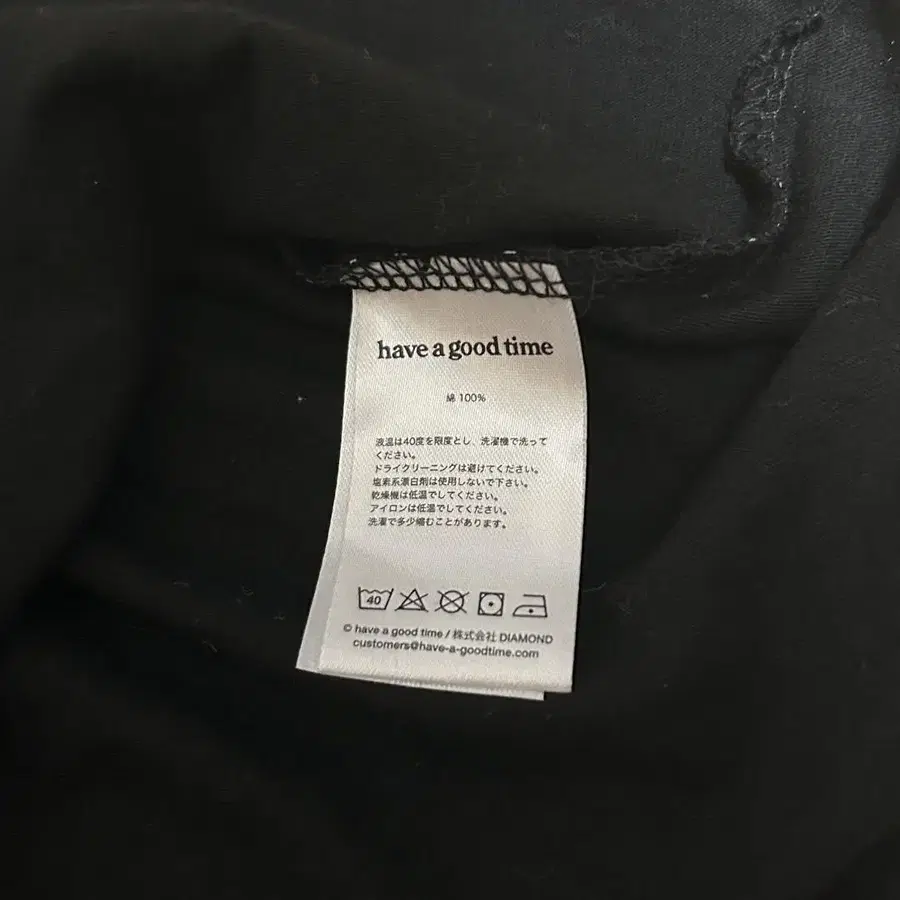 have a good time
綿 100%
液温は40度を限度とし、洗濯機で洗って
ください。
ドライクリーニングは避けてください。
塩素系漂白剤は使用しないで下さい。
乾燥機は低温でしてください。
アイロンは低温でしてください。
洗濯で多少縮むことがあります。
40
© have a good time / 株式会社 DIAMOND
customers@have-a-goodtime.com